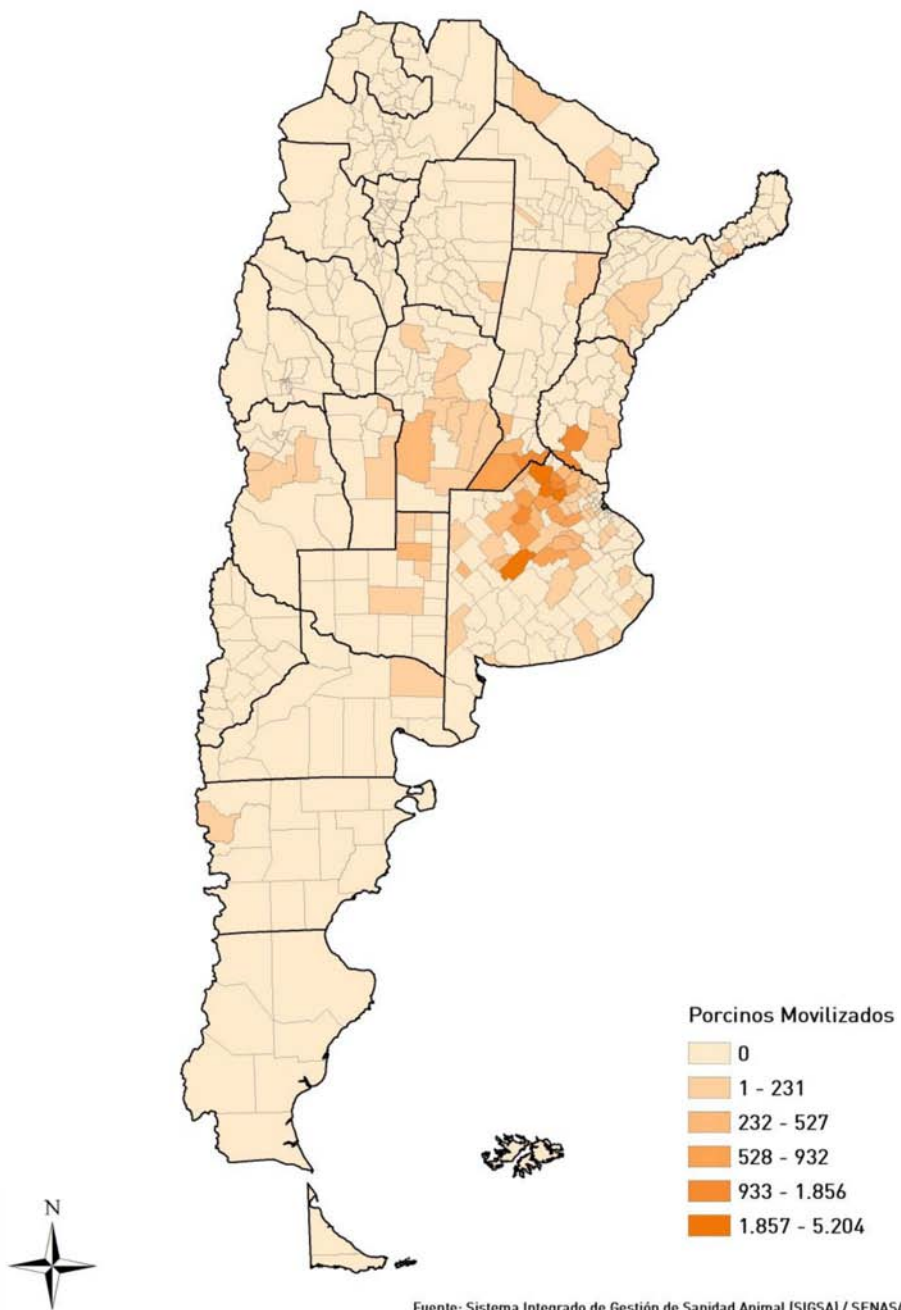 Porcinos Movilizados
0
1 - 231
232 - 527
528 - 932
933 - 1.856
1.857 - 5.204
N
Fuente: Sistema Integrado de Gestión de Sanidad Animal (SIGSA) / SENASA